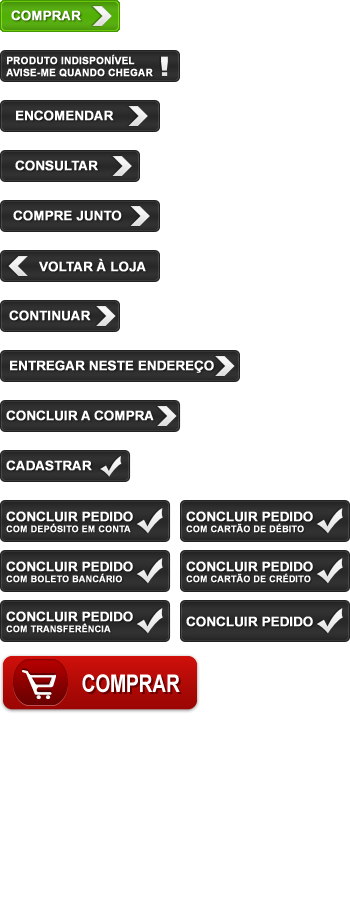 COMPRAR
PRODUTO INDISPONÍVEL
AVISE-ME QUANDO CHEGAR
ENCOMENDAR
CONSULTAR
COMPRE JUNTO
VOLTAR À LOJA
CONTINUAR
ENTREGAR NESTE ENDEREÇO
CONCLUIR A COMPRA
CADASTRAR
CONCLUIR PEDIDO
COM DEPÓSITO EM CONTA
CONCLUIR PEDIDO
COM CARTÃO DE DÉBITO
CONCLUIR PEDIDO
COM BOLETO BANCÁRIO
CONCLUIR PEDIDO
COM CARTÃO DE CRÉDITO
CONCLUIR PEDIDO
COM TRANSFERÊNCIA
CONCLUIR PEDIDO
COMPRAR